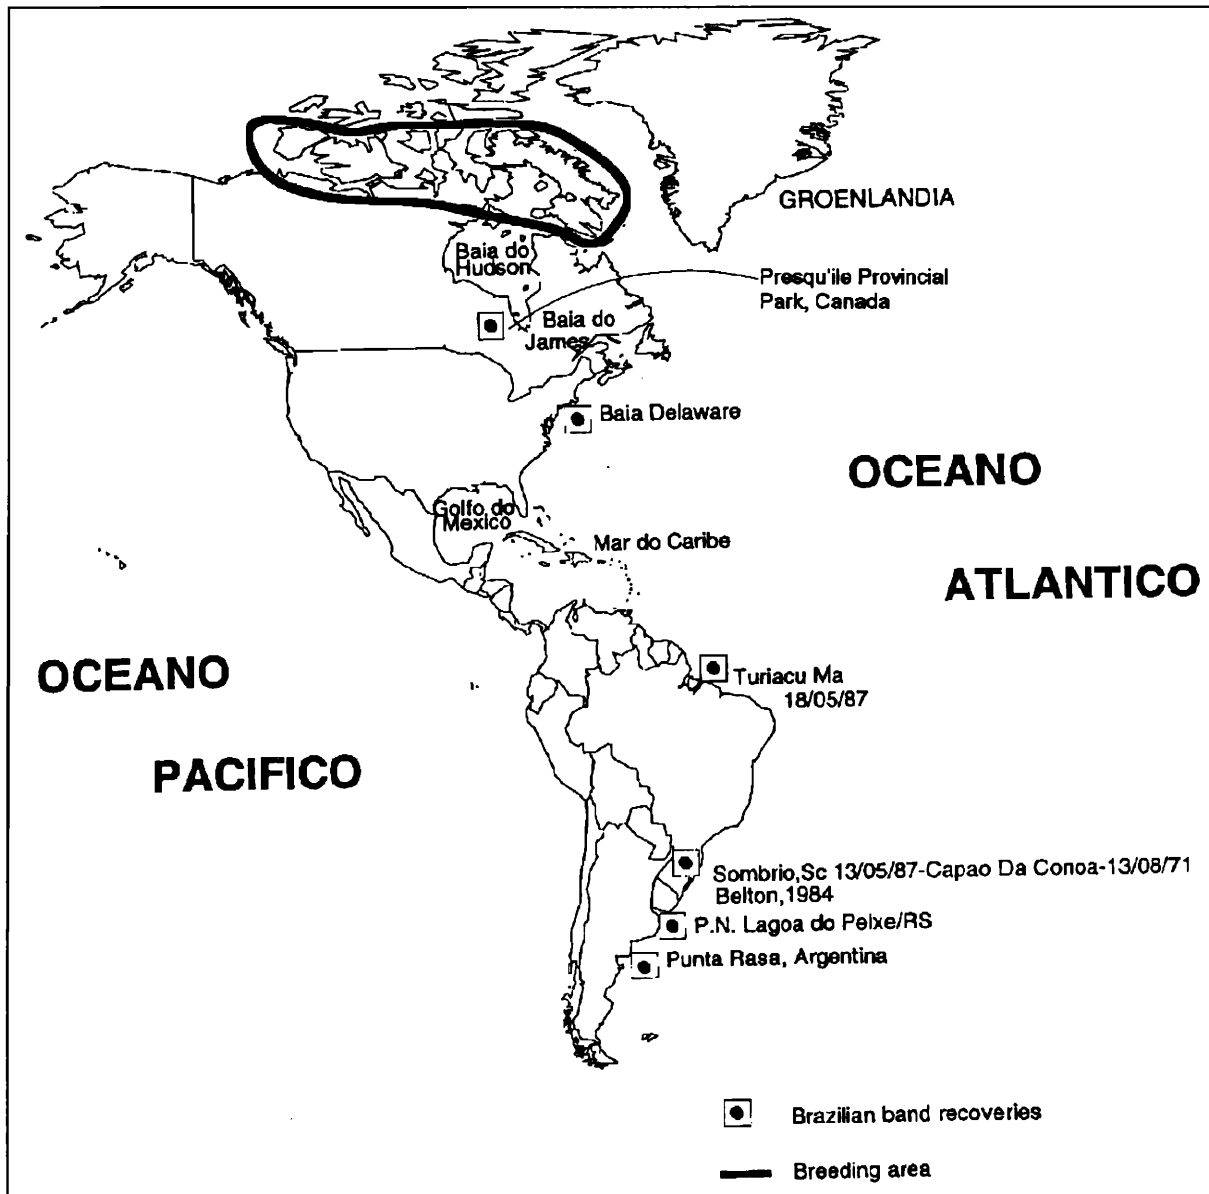 GROENLANDIA
Baia do
Hudson
Presqu'ile Provincial
Park, Canada
Baia do
James
Baia Delaware
OCEANO
Golfo do
Mexico
Mar do Caribe
ATLANTICO
OCEANO
Turiacu Ma
18/05/87
PACIFICO
Sombrio,Sc 13/05/87-Capao Da Conoa-13/08/71
Belton,1984
P.N. Lagoa do Peixe/RS
Punta Rasa, Argentina
Brazilian band recoveries
Breeding area